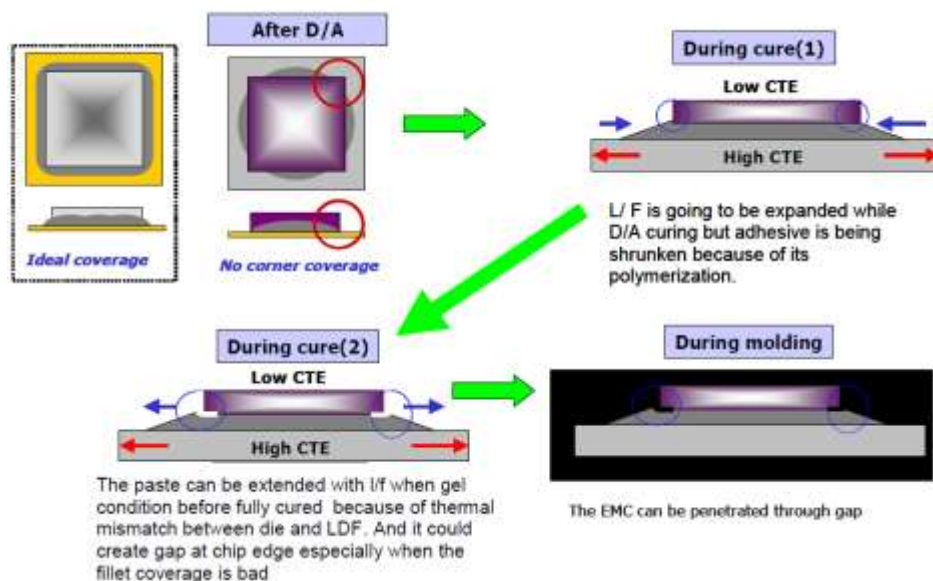 After D/A
Ideal coverage
No corner coverage
During cure(1)
Low CTE
High CTE
L/ F is going to be expanded while
D/A curing but adhesive is being
shrunken because of its
polymerization.
During cure(2)
Low CTE
High CTE
The paste can be extended with l/f when gel
condition before fully cured because of thermal
mismatch between die and LDF. And it could
create gap at chip edge especially when the
fillet coverage is bad
During molding
The EMC can be penetrated through gap